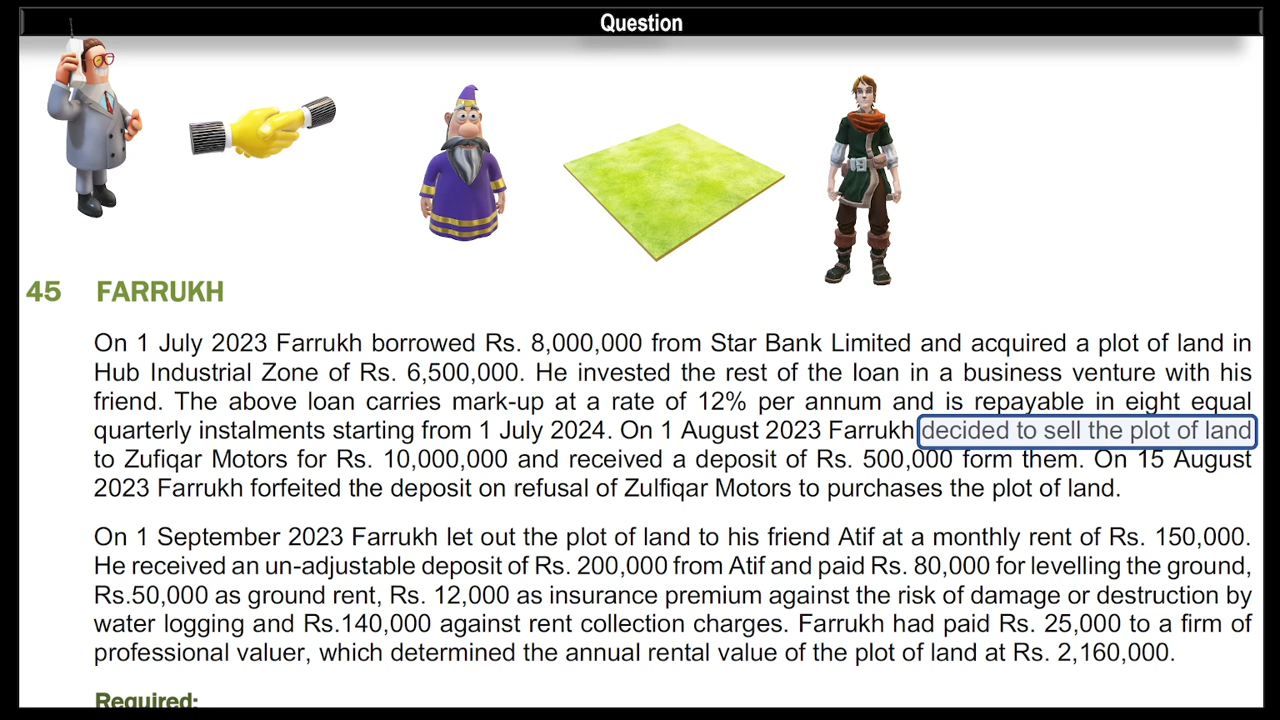 Question
45 FARRUKH
On 1 July 2023 Farrukh borrowed Rs. 8,000,000 from Star Bank Limited and acquired a plot of land in
Hub Industrial Zone of Rs. 6,500,000. He invested the rest of the loan in a business venture with his
friend. The above loan carries mark-up at a rate of 12% per annum and is repayable in eight equal
quarterly instalments starting from 1 July 2024. On 1 August 2023 Farrukh decided to sell the plot of land
to Zufiqar Motors for Rs. 10,000,000 and received a deposit of Rs. 500,000 form them. On 15 August
2023 Farrukh forfeited the deposit on refusal of Zulfiqar Motors to purchases the plot of land.
On 1 September 2023 Farrukh let out the plot of land to his friend Atif at a monthly rent of Rs. 150,000.
He received an un-adjustable deposit of Rs. 200,000 from Atif and paid Rs. 80,000 for levelling the ground,
Rs.50,000 as ground rent, Rs. 12,000 as insurance premium against the risk of damage or destruction by
water logging and Rs.140,000 against rent collection charges. Farrukh had paid Rs. 25,000 to a firm of
professional valuer, which determined the annual rental value of the plot of land at Rs. 2,160,000.
Required: